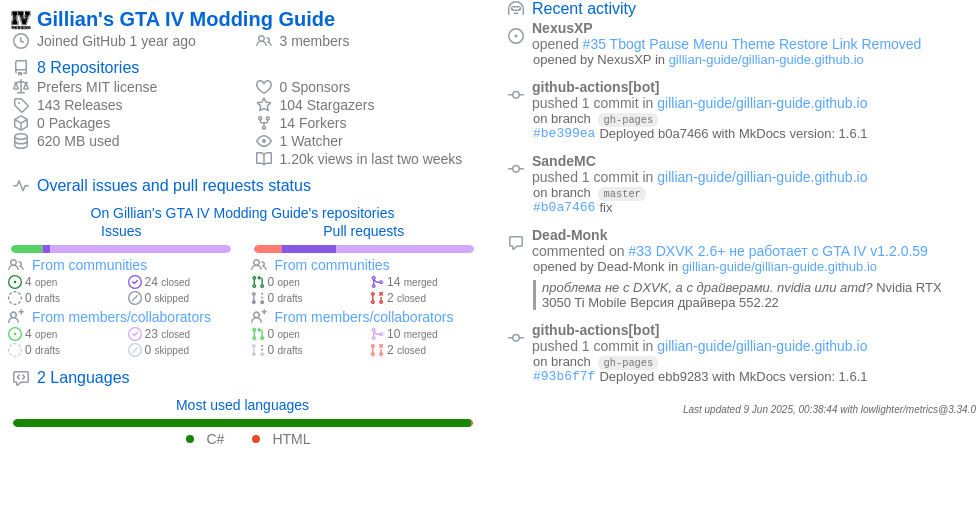 Gillian's GTA IV Modding Guide
Joined GitHub 1 year ago
3 members
8 Repositories
Prefers MIT license
0 Sponsors
143 Releases
104 Stargazers
0 Packages
14 Forkers
620 MB used
1 Watcher
1.20k views in last two weeks
Overall issues and pull requests status
On Gillian's GTA IV Modding Guide's repositories
Issues
Pull requests
From communities
From communities
4 open
24 closed
14 merged
0 open
0 drafts
0 skipped
0 drafts
2 closed
From members/collaborators
From members/collaborators
4 open
23 closed
0 open
10 merged
0 drafts
0 skipped
0 drafts
2 closed
2 Languages
Most used languages
C#
HTML
Recent activity
NexusXP
opened #35 Tbogt Pause Menu Theme Restore Link Removed
opened by NexusXP in gillian-guide/gillian-guide.github.io
github-actions[bot]
pushed 1 commit in gillian-guide/gillian-guide.github.io
on branch gh-pages
#be399ea Deployed b0a7466 with MkDocs version: 1.6.1
SandeMC
pushed 1 commit in gillian-guide/gillian-guide.github.io
on branch master
#b0a7466 fix
Dead-Monk
commented on #33 DXVK 2.6+ не работает с GTA IV v1.2.0.59
opened by Dead-Monk in gillian-guide/gillian-guide.github.io
проблема не с DXVK, а с драйверами. nvidia или amd? Nvidia RTX
3050 Ti Mobile Версия драйвера 552.22
github-actions[bot]
pushed 1 commit in gillian-guide/gillian-guide.github.io
on branch gh-pages
#93b6f7f Deployed ebb9283 with MkDocs version: 1.6.1
Last updated 9 Jun 2025, 00:38:44 with lowlighter/metrics@3.34.0